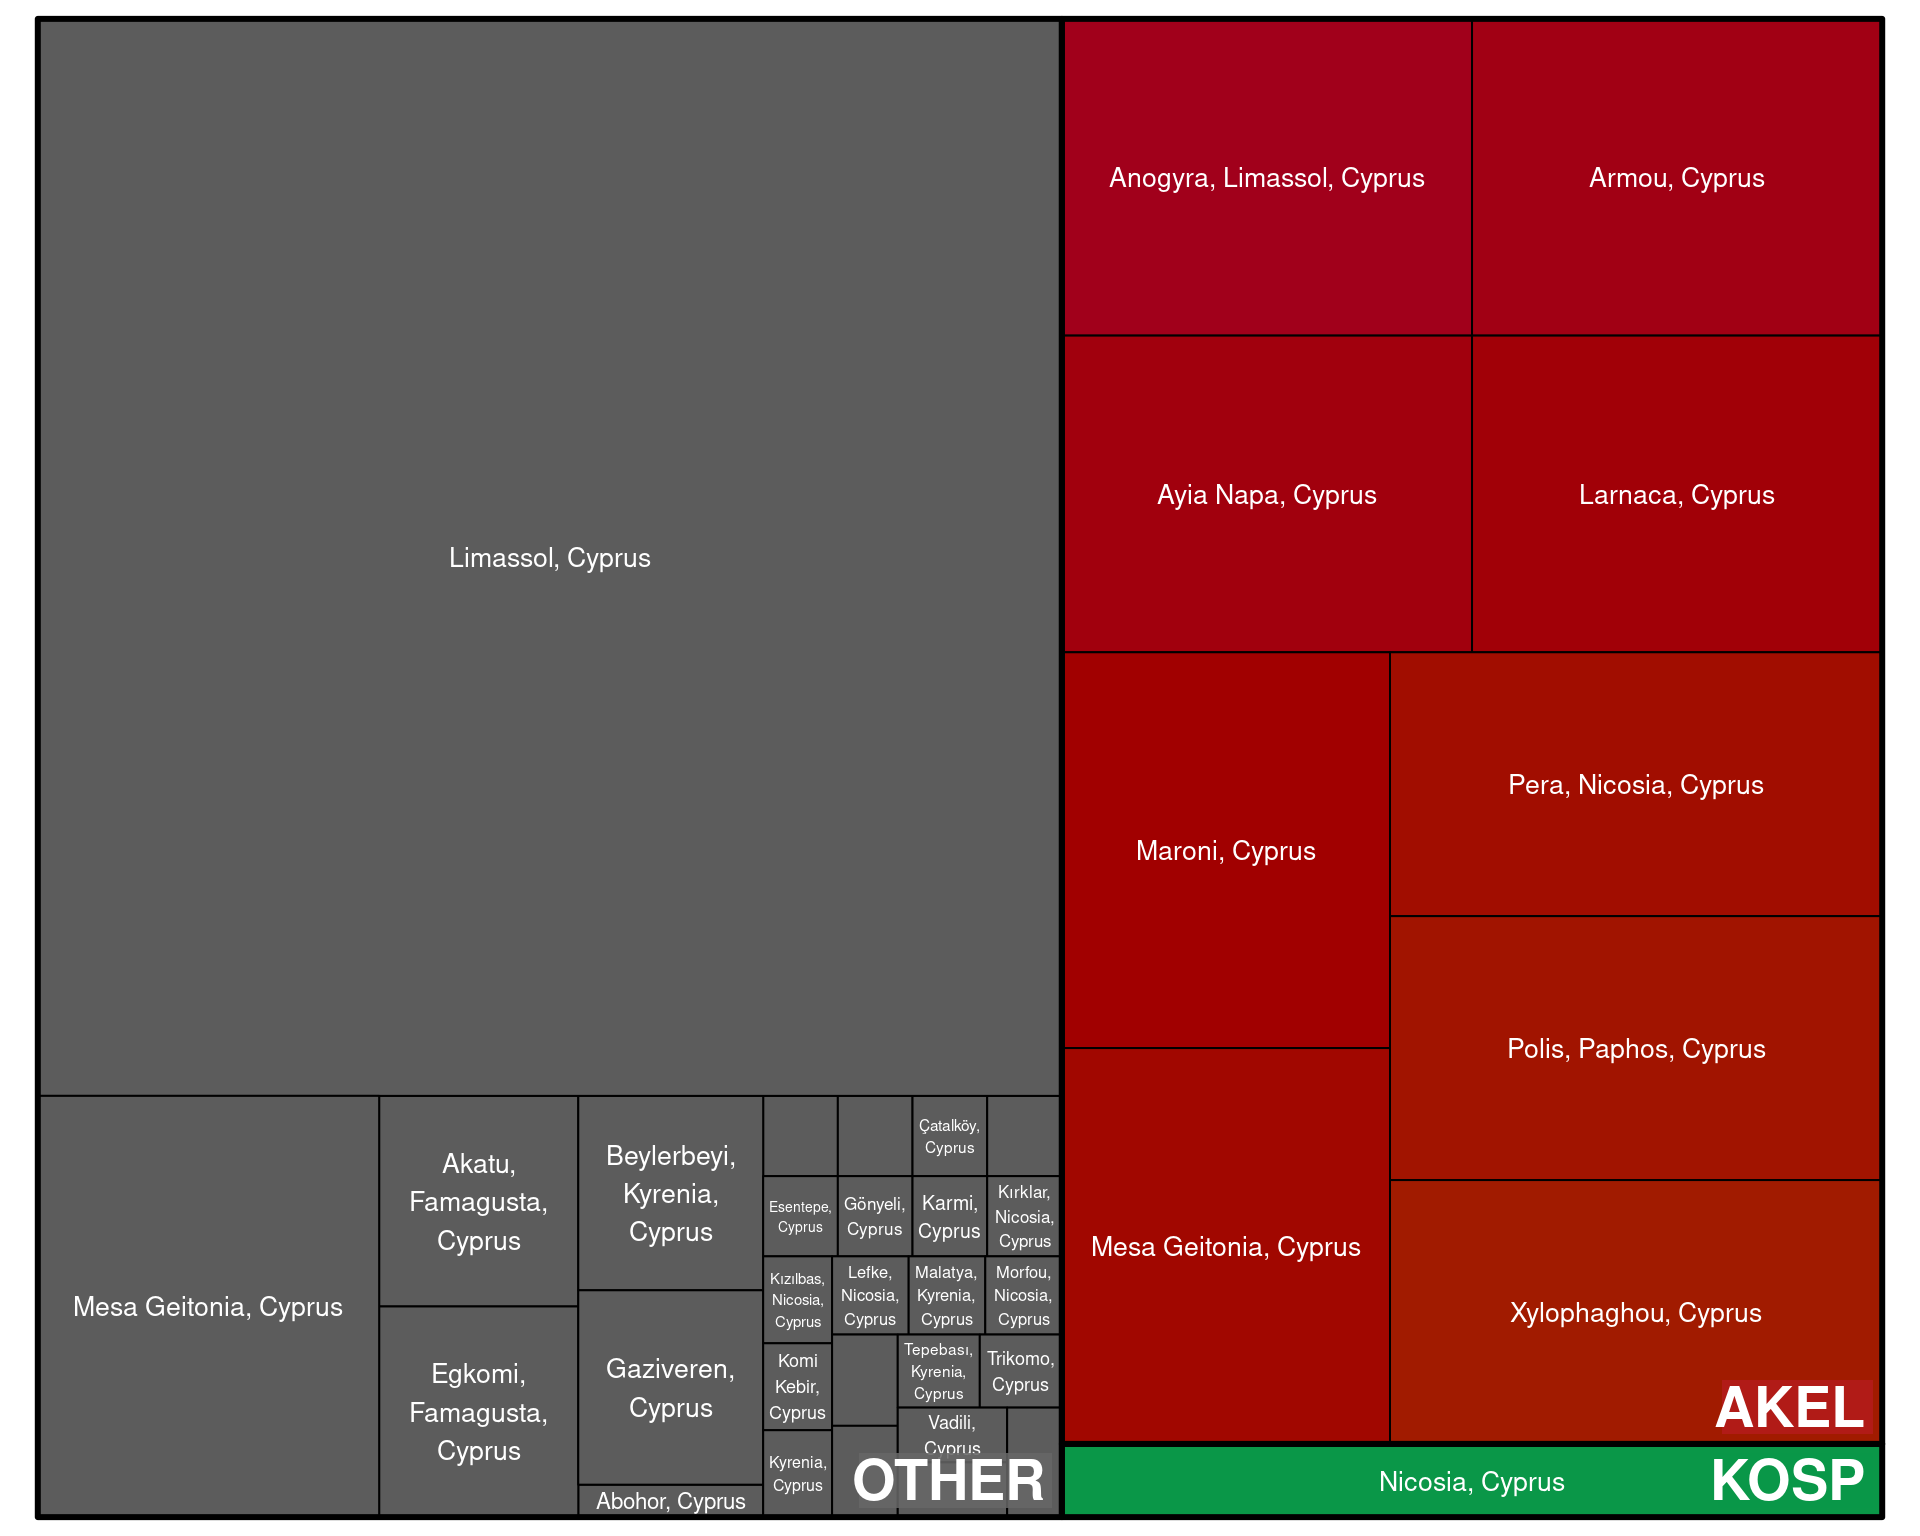 Limassol, Cyprus
Mesa Geitonia, Cyprus
Akatu,
Famagusta,
Cyprus
Egkomi,
Famagusta,
Cyprus
Beylerbeyi,
Kyrenia,
Cyprus
Gaziveren,
Cyprus
Abohor, Cyprus
Çatalköy,
Cyprus
Esentepe,
Cyprus
Gönyeli,
Cyprus
Karmi,
Cyprus
Kırklar,
Nicosia,
Cyprus
Kızılbas,
Nicosia,
Cyprus
Lefke,
Nicosia,
Cyprus
Malatya,
Kyrenia,
Cyprus
Morfou,
Nicosia,
Cyprus
Komi
Kebir,
Cyprus
Tepebası,
Kyrenia,
Cyprus
Trikomo,
Cyprus
Kyrenia,
Cyprus
Vadili,
Cyprus
OTHER
Anogyra, Limassol, Cyprus
Armou, Cyprus
Ayia Napa, Cyprus
Larnaca, Cyprus
Maroni, Cyprus
Mesa Geitonia, Cyprus
Pera, Nicosia, Cyprus
Polis, Paphos, Cyprus
Xylophaghou, Cyprus
AKEL
Nicosia, Cyprus
KOSP